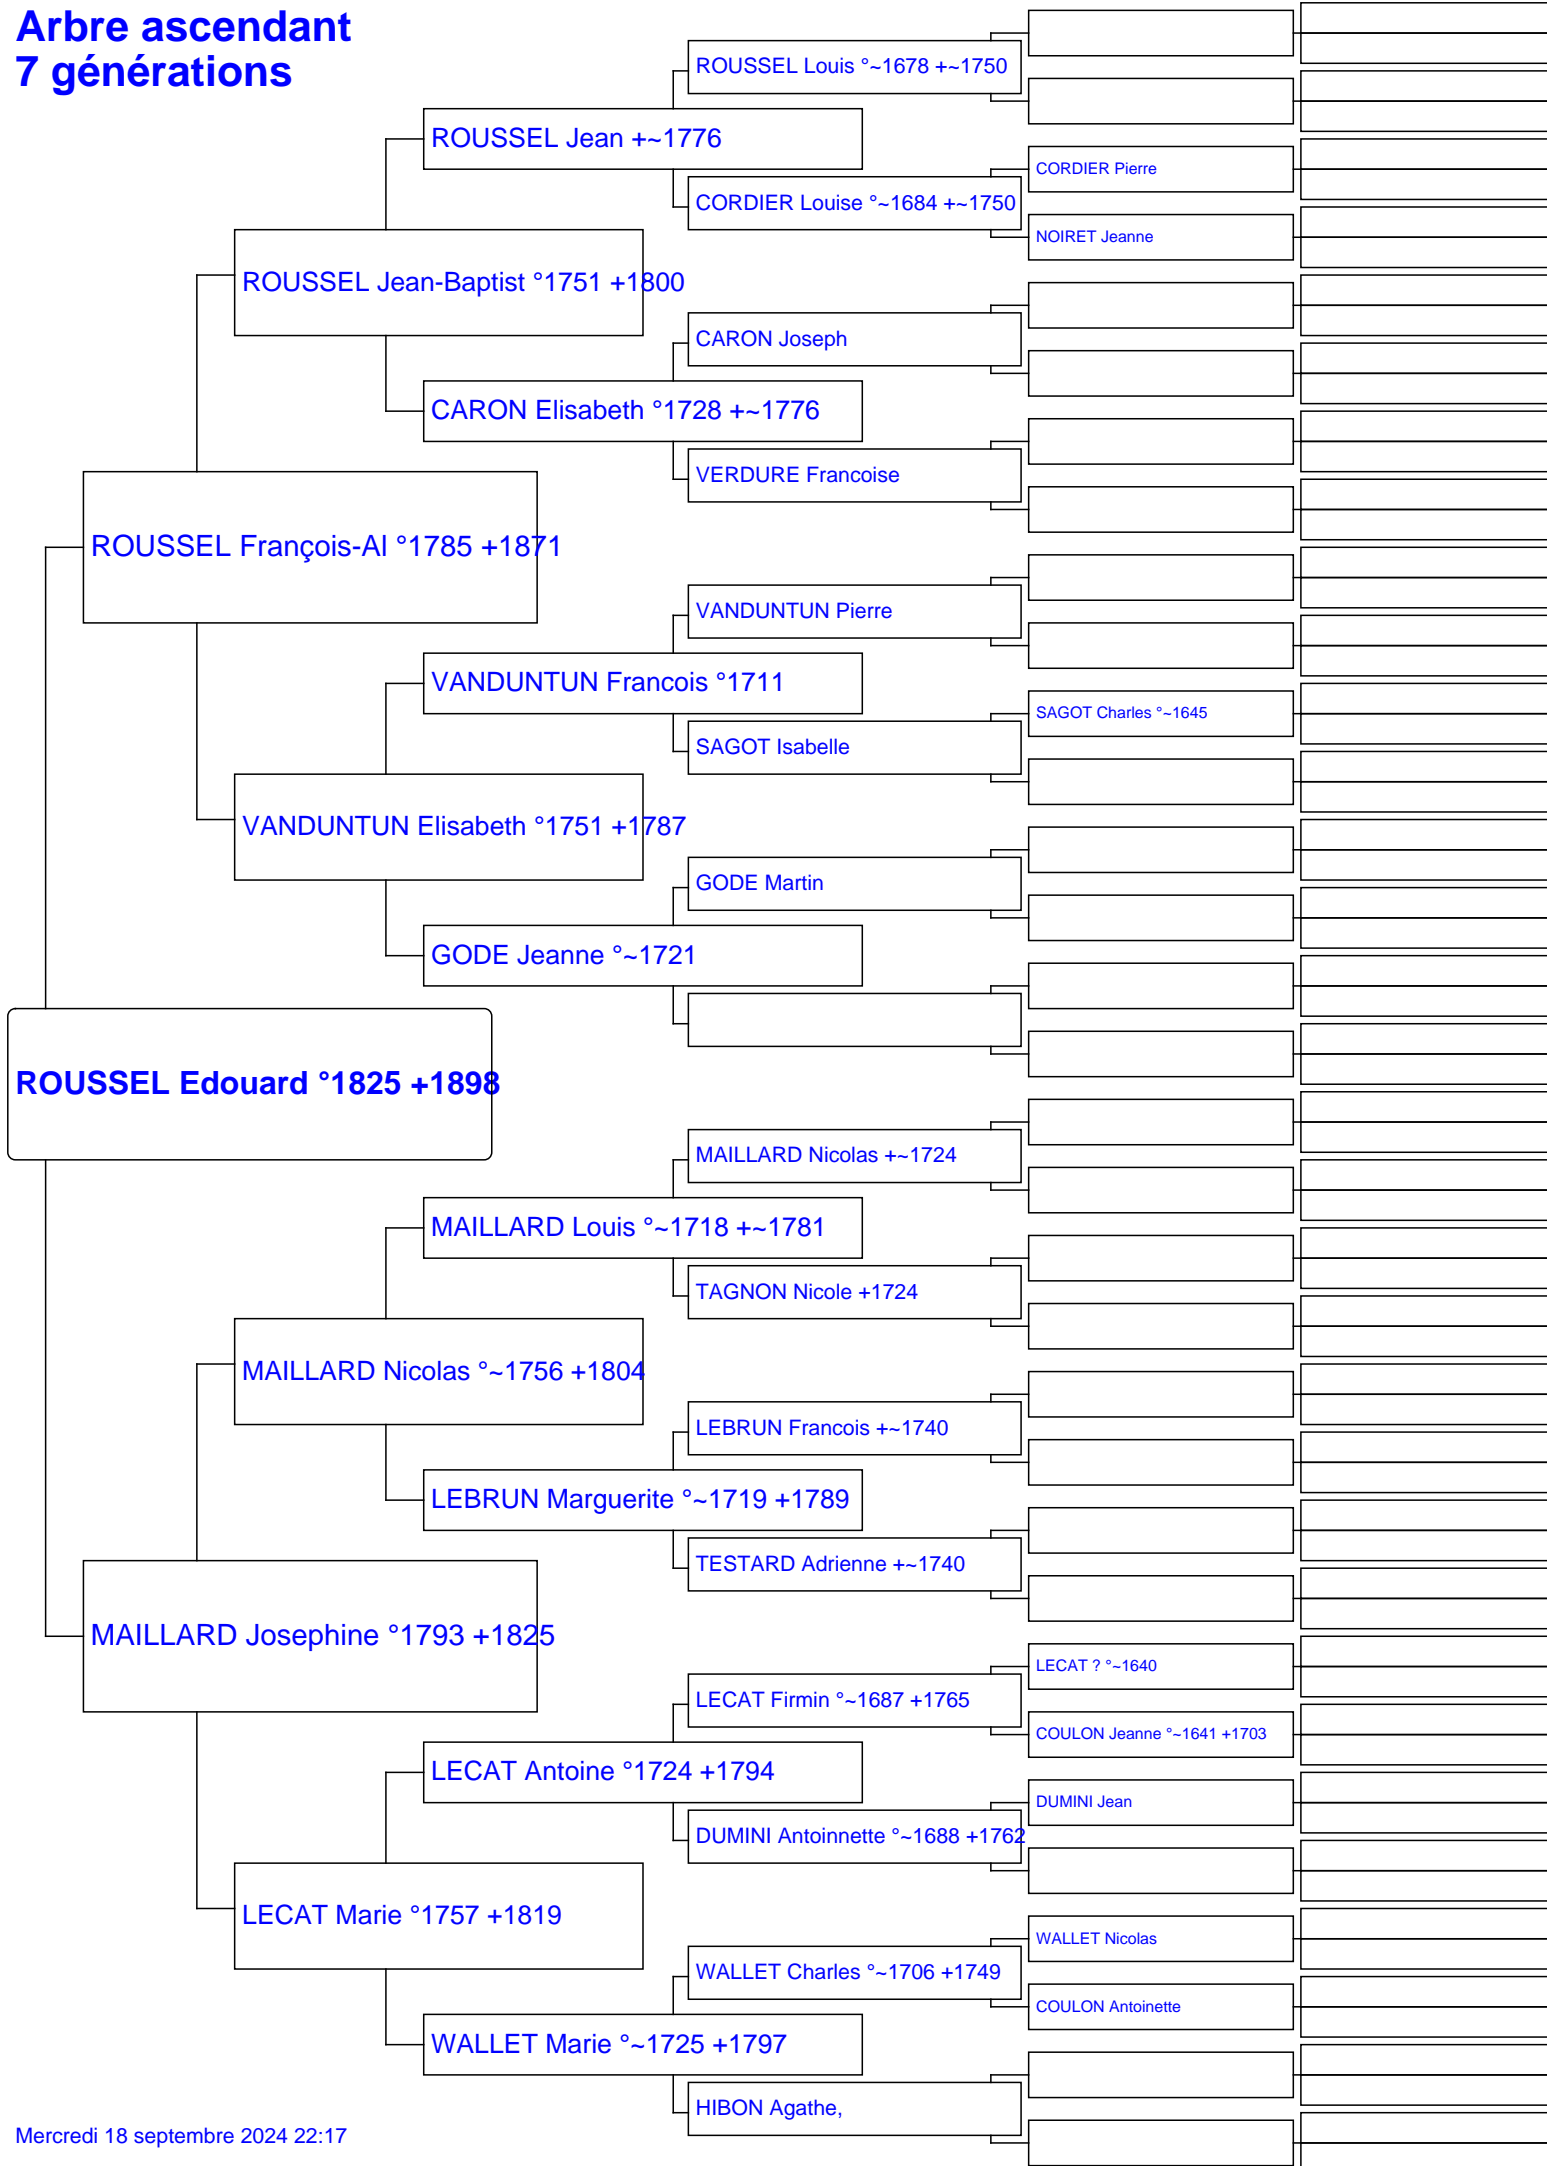 Arbre ascendant
7 générations
ROUSSEL Louis °~1678 +~1750
ROUSSEL Jean +~1776
CORDIER Pierre
CORDIER Louise °~1684 +~1750
NOIRET Jeanne
ROUSSEL Jean-Baptist °1751 +1800
CARON Joseph
CARON Elisabeth °1728 +~1776
VERDURE Francoise
ROUSSEL François-Al °1785 +1871
VANDUNTUN Pierre
VANDUNTUN Francois °1711
SAGOT Charles °~1645
SAGOT Isabelle
VANDUNTUN Elisabeth °1751 +1787
GODE Martin
GODE Jeanne °~1721
ROUSSEL Edouard °1825 +1898
MAILLARD Nicolas +~1724
MAILLARD Louis °~1718 +~1781
TAGNON Nicole +1724
MAILLARD Nicolas °~1756 +1804
LEBRUN Francois +~1740
LEBRUN Marguerite °~1719 +1789
TESTARD Adrienne +~1740
MAILLARD Josephine °1793 +1825
LECAT ? °~1640
LECAT Firmin °~1687 +1765
COULON Jeanne °~1641 +1703
LECAT Antoine °1724 +1794
DUMINI Jean
DUMINI Antoinnette °~1688 +1762
LECAT Marie °1757 +1819
WALLET Nicolas
WALLET Charles °~1706 +1749
COULON Antoinette
WALLET Marie °~1725 +1797
HIBON Agathe,
Mercredi 18 septembre 2024 22:17